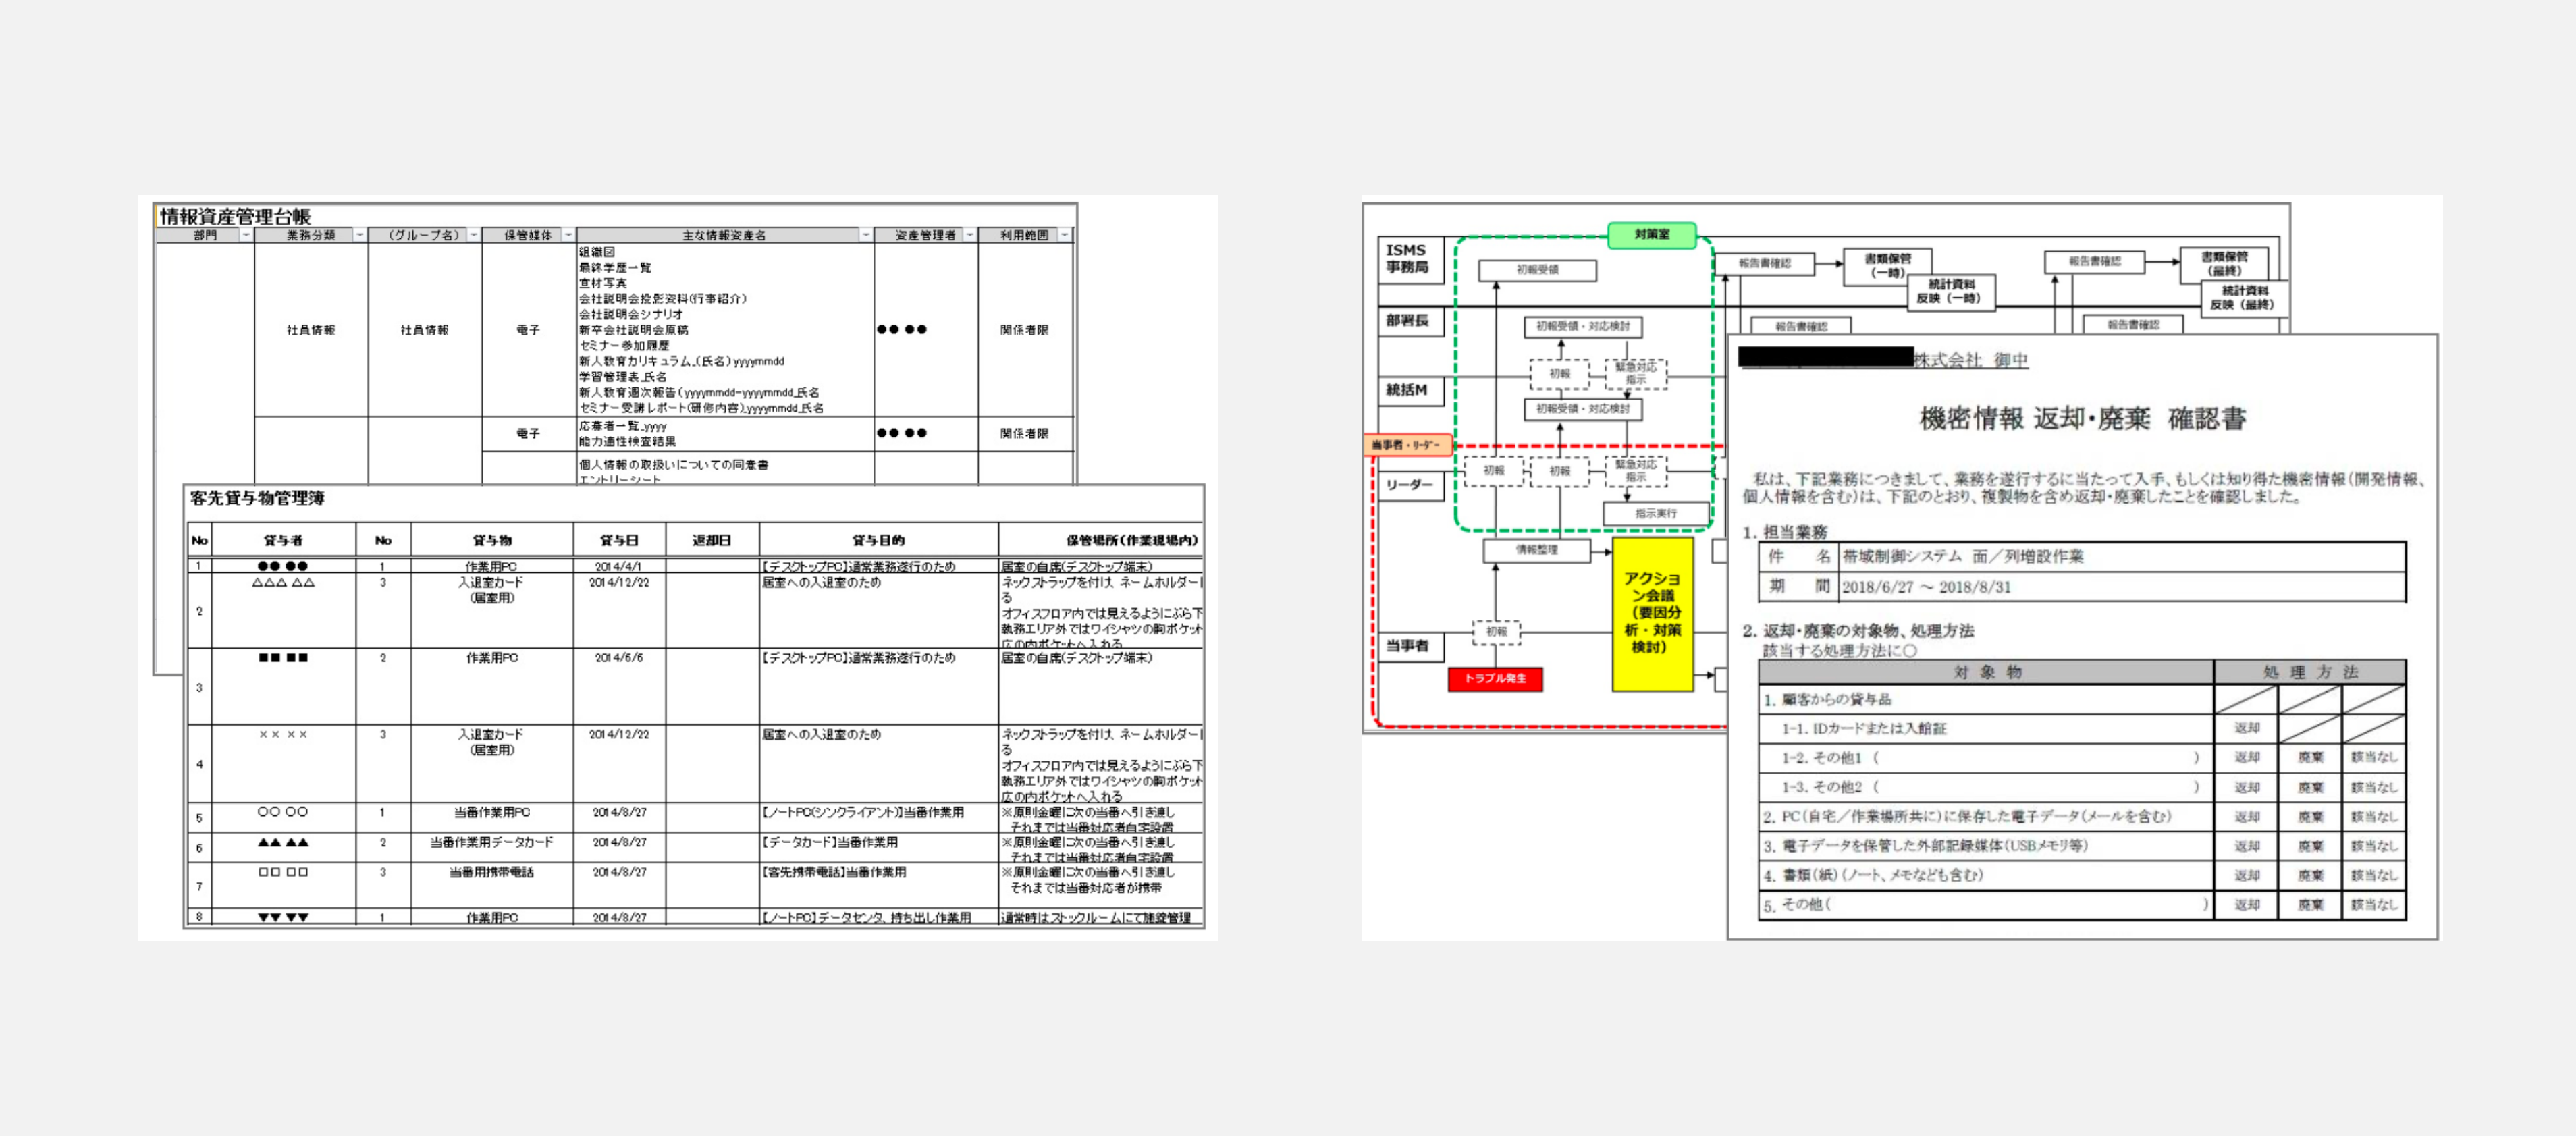 情報資産管理台帳
部門 業務分類 (グループ名) 保管媒体 主な情報資産名 資産管理者 利用範囲
社員情報 社員情報 電子 ●● ●● 関係者限
組織図
最終学歴一覧
宣材写真
会社説明会投影資料(行事紹介)
会社説明会シナリオ
新卒会社説明会原稿
セミナー参加履歴
新人教育カリキュラム_(氏名)yyyymmdd
学習管理表_氏名
新人教育週次報告(yyyymmdd-yyyymmdd_氏名
セミナー受講レポート(研修内容)_yyyymmdd_氏名
電子 ●● ●● 関係者限
応募者一覧_yyyy
能力適性検査結果
個人情報の取扱いについての同意書
エントリーシート
客先貸与物管理簿
No 貸与者 No 貸与物 貸与日 返却日 貸与目的 保管場所(作業現場内)
1 ●● ●● 1 作業用PC 2014/4/1 【デスクトップPC】通常業務遂行のため 居室の自席(デスクトップ端末)
2 △△△ △△ 3 入退室カード 2014/12/22 居室への入退室のため ネックストラップを付け、ネームホルダー
(居室用) る
オフィスフロア内では見えるようにぶら下
執務エリア外ではワイシャツの胸ポケット
広の内ポケットへ入れる
3 ■■ ■■ 2 作業用PC 2014/6/6 【デスクトップPC】通常業務遂行のため 居室の自席(デスクトップ端末)
4 ×× ×× 3 入退室カード 2014/12/22 居室への入退室のため ネックストラップを付け、ネームホルダー
(居室用) る
オフィスフロア内では見えるようにぶら下
執務エリア外ではワイシャツの胸ポケット
広の内ポケットへ入れる
5 ○○ ○○ 1 当番作業用PC 2014/8/27 【ノートPC(シンクライアント)】当番作業用 ※原則金曜に次の当番へ引き渡し
それまでは当番対応者自宅設置
6 ▲▲ ▲▲ 2 当番作業用データカード 2014/8/27 【データカード】当番作業用 ※原則金曜に次の当番へ引き渡し
それまでは当番対応者自宅設置
7 □□ □□ 3 当番用携帯電話 2014/8/27 【客先携帯電話】当番作業用 ※原則金曜に次の当番へ引き渡し
それまでは当番対応者が携帯
8 ▼▼ ▼▼ 1 作業用PC 2014/8/27 【ノートPC】データセンタ、持ち出し作業用 通常時はストックルームにて施錠管理
対策室
ISMS
事務局
初報受領
報告書確認
書類保管
(一時)
統計資料
反映(一時)
報告書確認
書類保管
(最終)
統計資料
反映(最終)
部署長
初報受領・対応検討
報告書確認
報告書確認
初報
緊急対応
指示
統括M
初報受領・対応検討
当事者・リーダー
初報
初報
緊急対応
指示
リーダー
指示実行
情報整理
アクショ
ン会議
(要因分
析・対策
検討)
初報
当事者
トラブル発生
株式会社 御中
機密情報 返却・廃棄 確認書
私は、下記業務につきまして、業務を遂行するに当たって入手、もしくは知り得た機密情報(開発情報、
個人情報を含む)は、下記のとおり、複製物を含め返却・廃棄したことを確認しました。
1. 担当業務
件 名 帯域制御システム 面/列増設作業
期 間 2018/6/27 ～ 2018/8/31
2. 返却・廃棄の対象物、処理方法
該当する処理方法に○
対 象 物 処 理 方 法
1. 顧客からの貸与品
1-1. IDカードまたは入館証 返却
1-2. その他1 ( ) 返却 廃棄 該当なし
1-3. その他2 ( ) 返却 廃棄 該当なし
2. PC(自宅/作業場所共に)に保存した電子データ(メールを含む) 返却 廃棄 該当なし
3. 電子データを保管した外部記録媒体(USBメモリ等) 返却 廃棄 該当なし
4. 書類(紙)(ノート、メモなども含む) 返却 廃棄 該当なし
5. その他( ) 返却 廃棄 該当なし